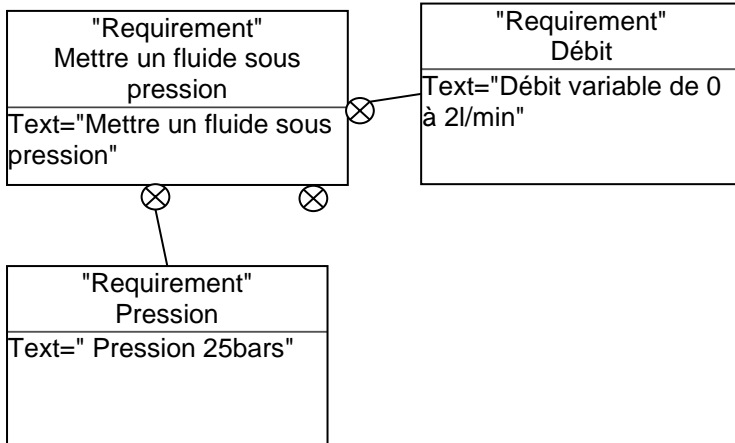 "Requirement"
Mettre un fluide sous
pression
Text="Mettre un fluide sous
pression"
"Requirement"
Débit
Text="Débit variable de 0
à 2l/min"
"Requirement"
Pression
Text=" Pression 25bars"